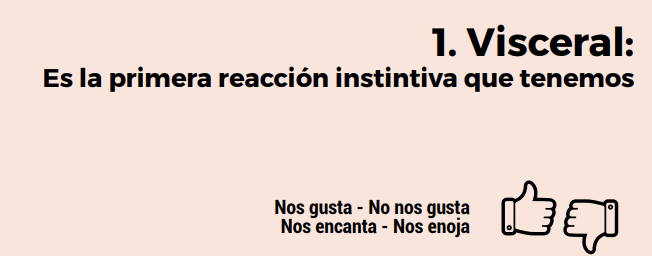 1. Visceral:
Es la primera reacción instintiva que tenemos
Nos gusta - No nos gusta
Nos encanta - Nos enoja